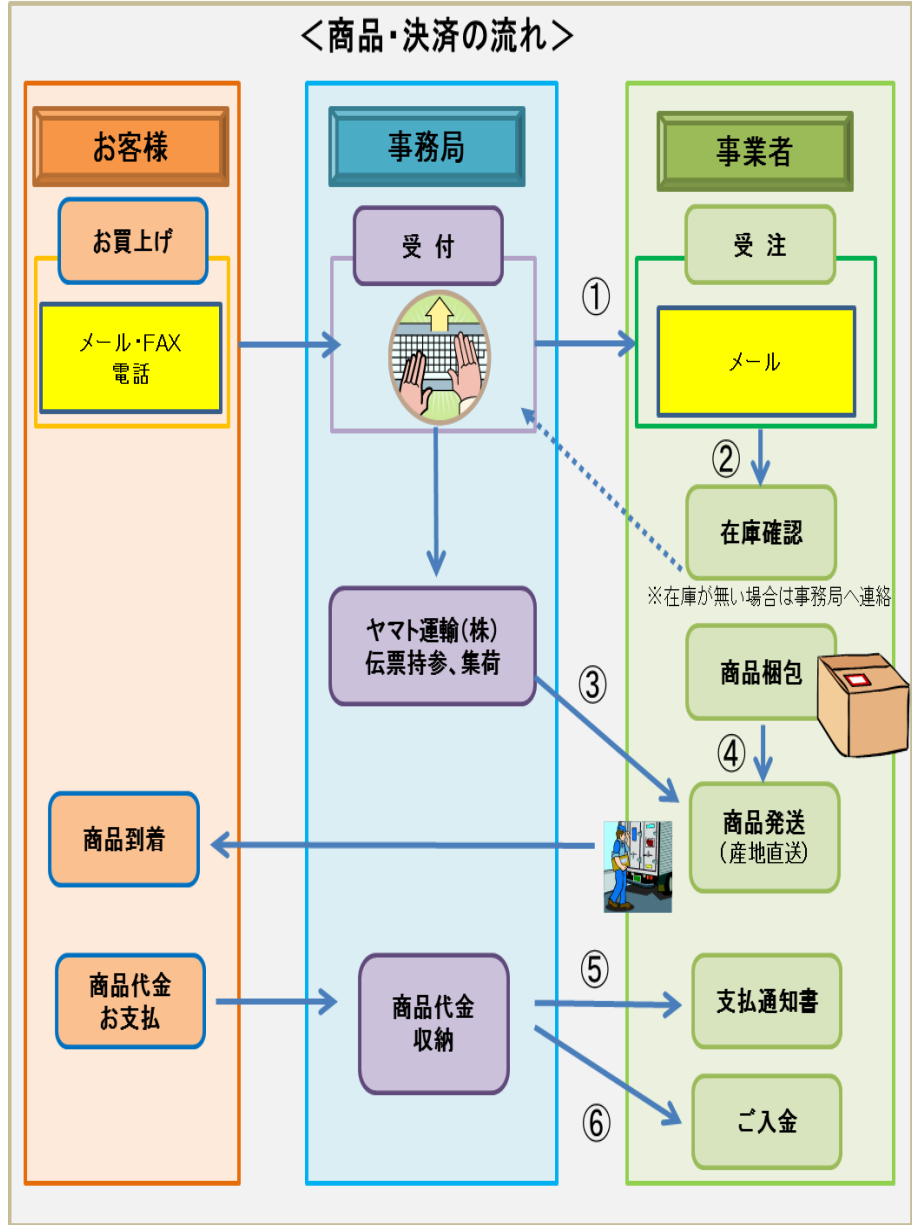 ＜商品・決済の流れ＞
お客様
事務局
事業者
お買上げ
受 付
受 注
①
メール・FAX
電話
メール
②
在庫確認
※在庫が無い場合は事務局へ連絡
ヤマト運輸(株)
伝票持参、集荷
③
商品梱包
④
商品到着
商品発送
(産地直送)
商品代金
お支払
商品代金
収納
⑤
支払通知書
⑥
ご入金